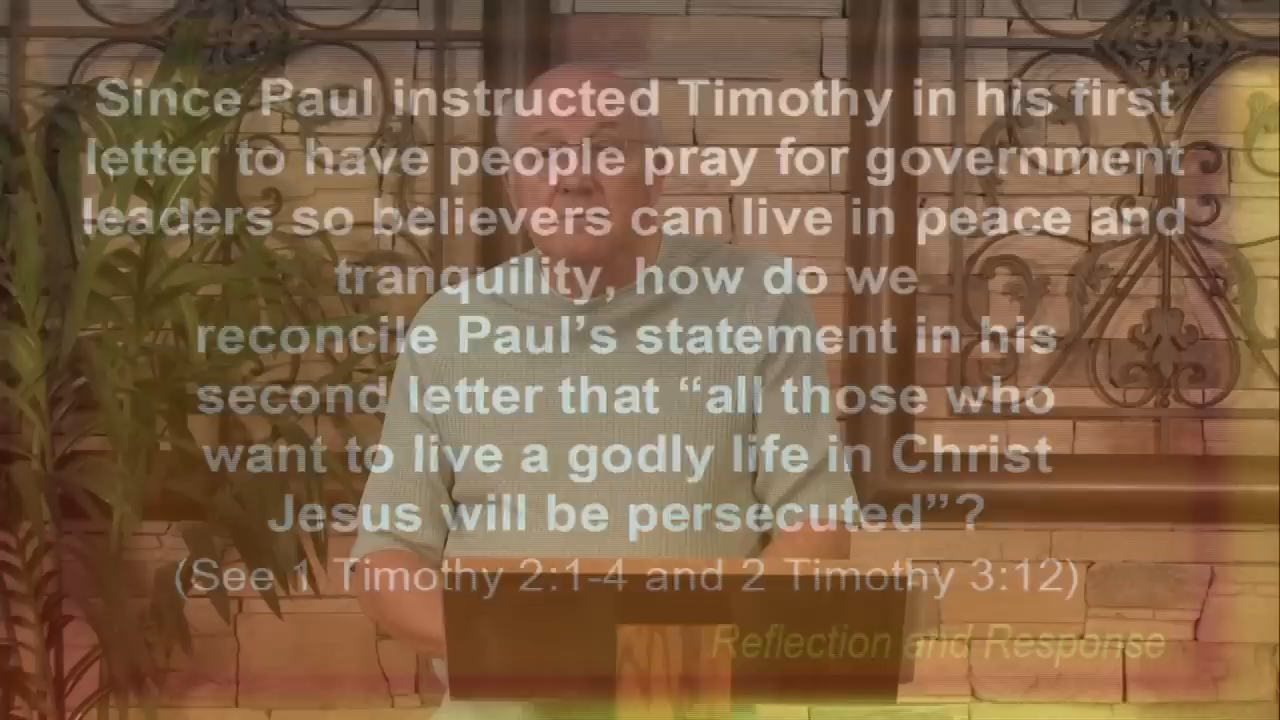 Since Paul instructed Timothy in his first
letter to have people pray for government
leaders so believers can live in peace and
tranquility, how do we
reconcile Paul’s statement in his
second letter that “all those who
want to live a godly life in Christ
Jesus will be persecuted”?
(See 1 Timothy 2:1-4 and 2 Timothy 3:12)
Reflection and Response